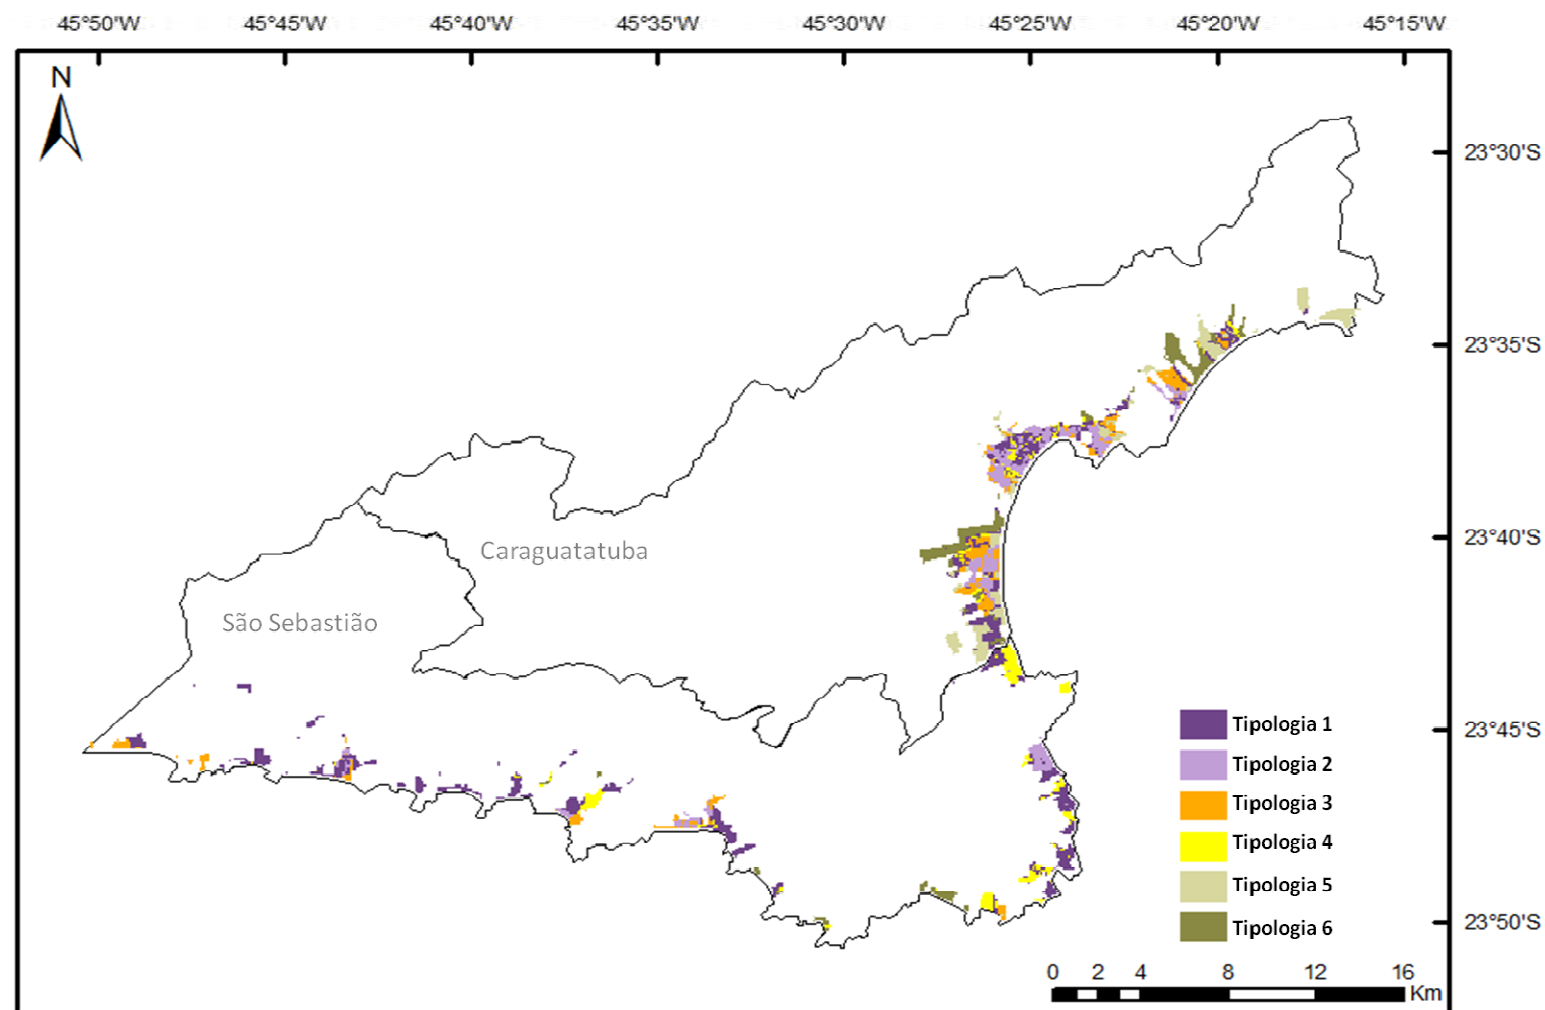 45°50'W 45°45'W 45°40'W 45°35'W 45°30'W 45°25'W 45°20'W 45°15'W
N
23°30'S
23°35'S
23°40'S
Caraguatatuba
São Sebastião
23°45'S
Tipologia 1
Tipologia 2
Tipologia 3
Tipologia 4
Tipologia 5
Tipologia 6
23°50'S
0 2 4 8 12 16
Km